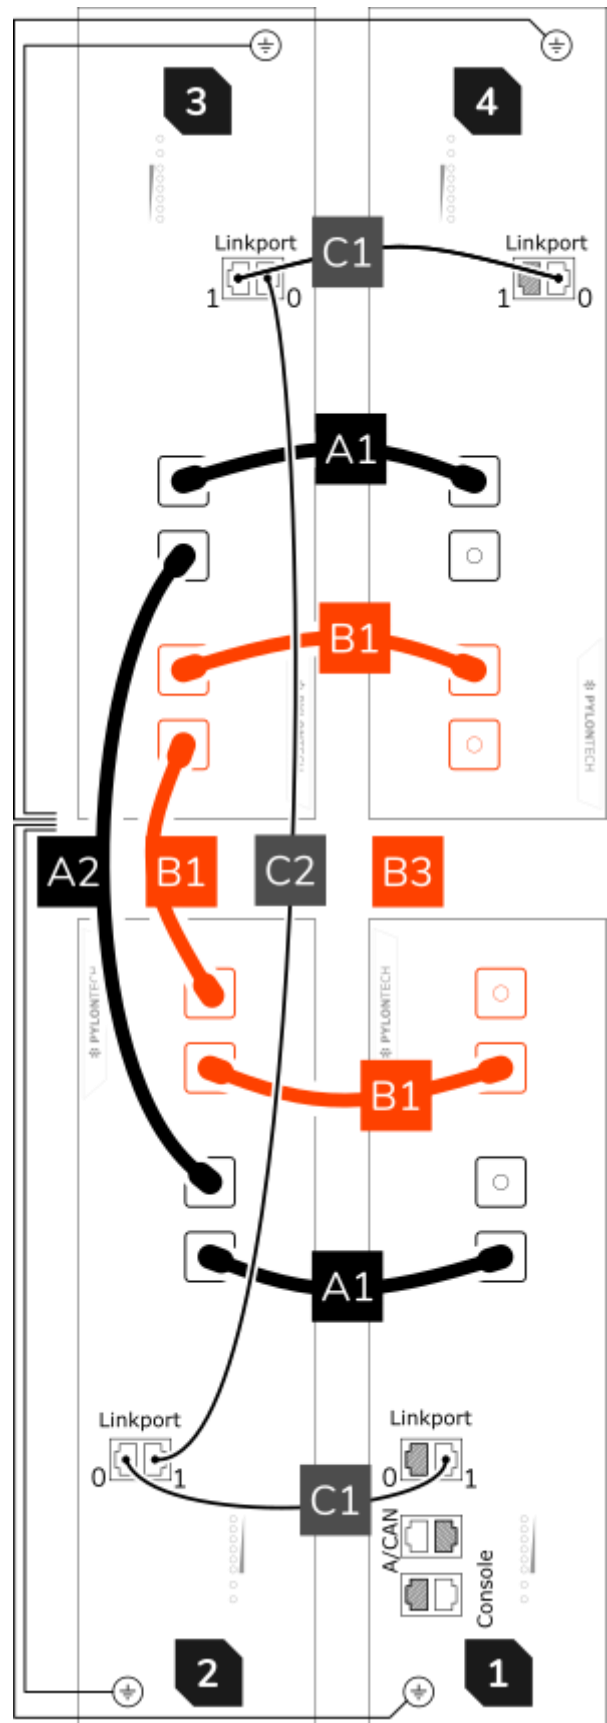 3
4
Linkport
Linkport
C1
1
0
1
0
A1
B1
PYLONTECH
PYLONTECH
A2
B1
C2
B3
PYLONTECH
PYLONTECH
B1
A1
Linkport
Linkport
0
1
0
1
C1
A/CAN
Console
2
1